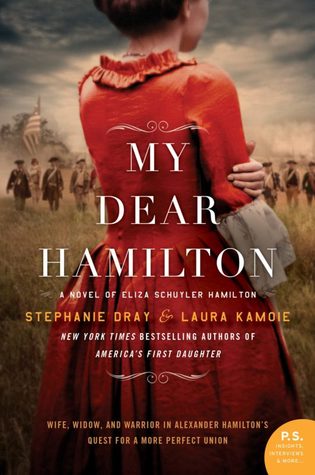 MY
DEAR
HAMILTON
A NOVEL OF ELIZA SCHUYLER HAMILTON
STEPHANIE DRAY & LAURA KAMOIE
NEW YORK TIMES BESTSELLING AUTHORS OF
AMERICA'S FIRST DAUGHTER
WIFE, WIDOW, AND WARRIOR IN ALEXANDER HAMILTON'S
QUEST FOR A MORE PERFECT UNION
P.S.
INSIGHTS,
INTERVIEWS
& MORE...